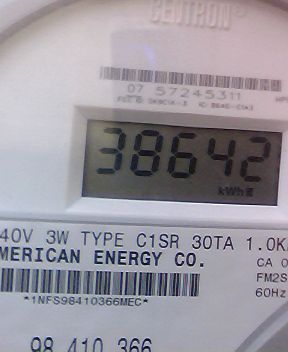 CENTRON®
07 57245311
38642
kWh
40V 3W TYPE C1SR 30TA 1.0K
MERICAN ENERGY CO.
CA 0
FM2S
60Hz
*1NFS98410366MEC*
98 410 366